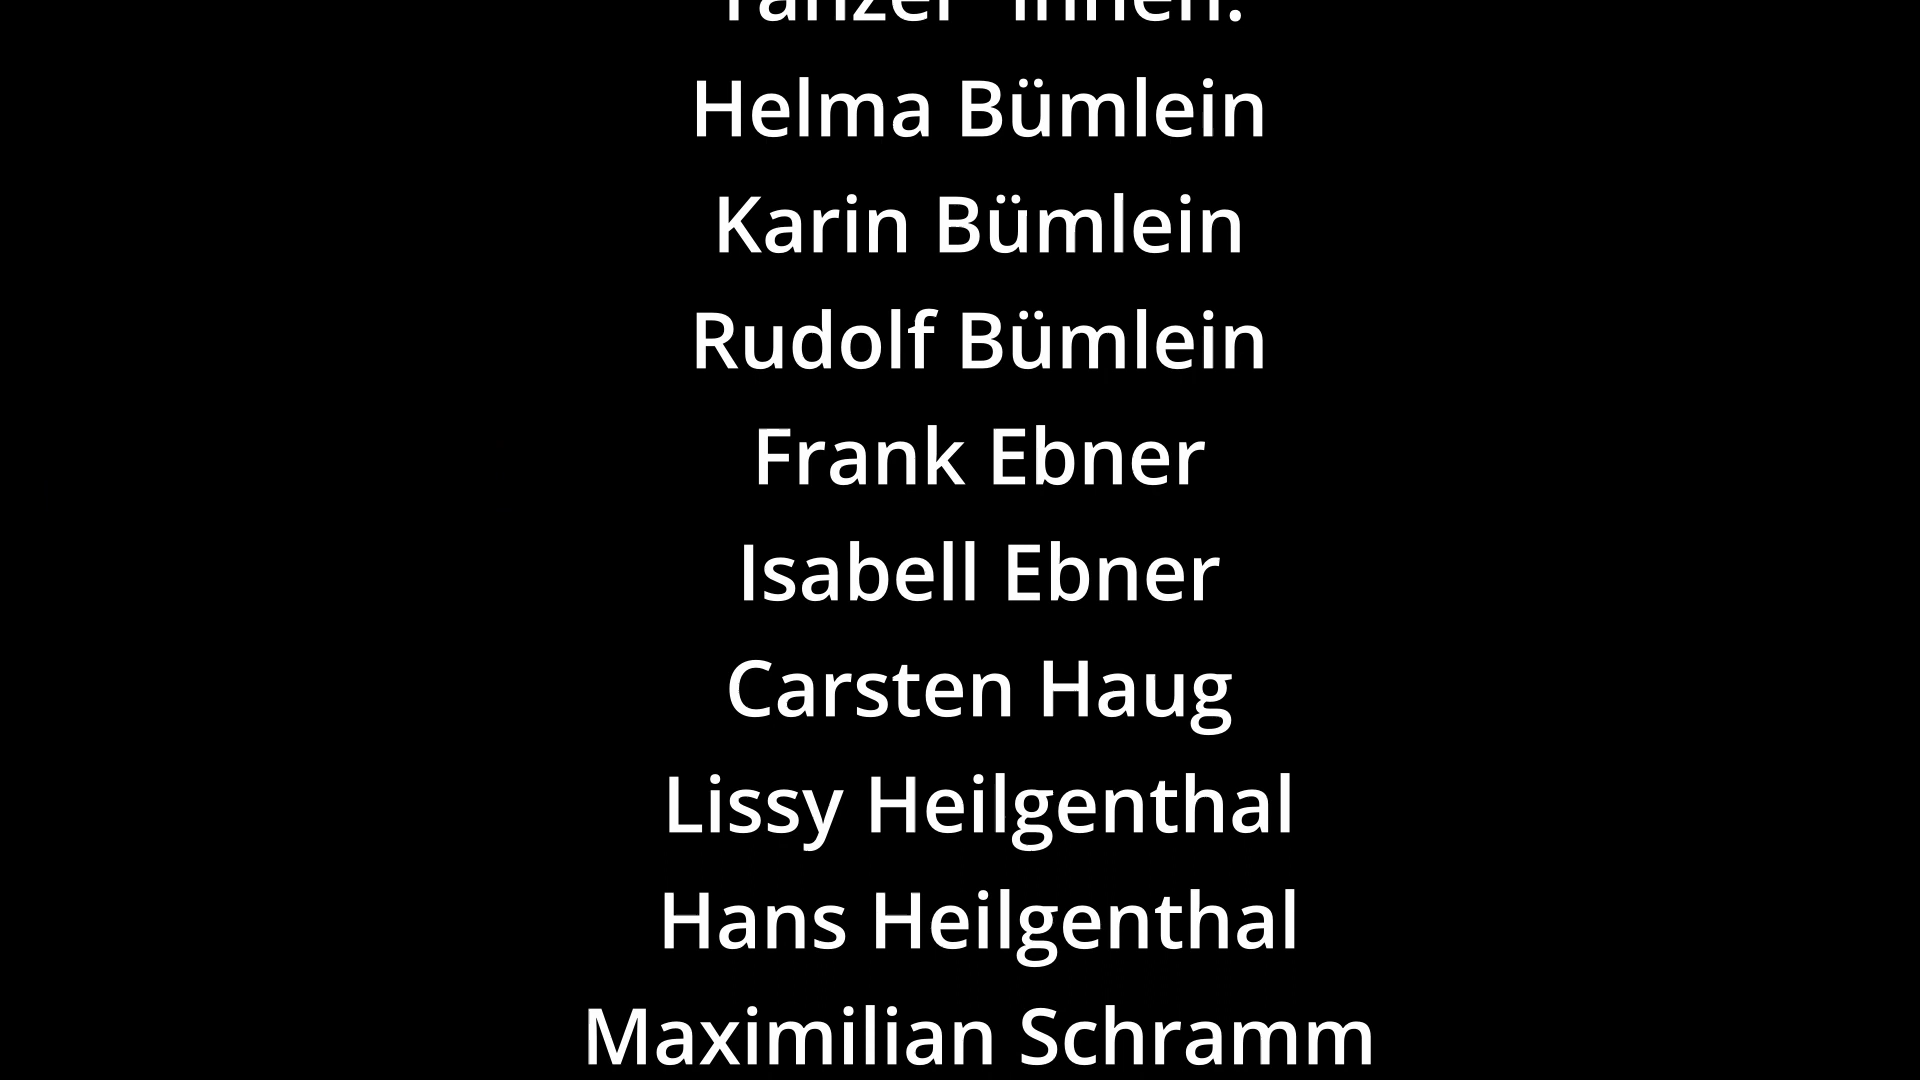 Helma Bümlein
Karin Bümlein
Rudolf Bümlein
Frank Ebner
Isabell Ebner
Carsten Haug
Lissy Heilgenthal
Hans Heilgenthal
Maximilian Schramm